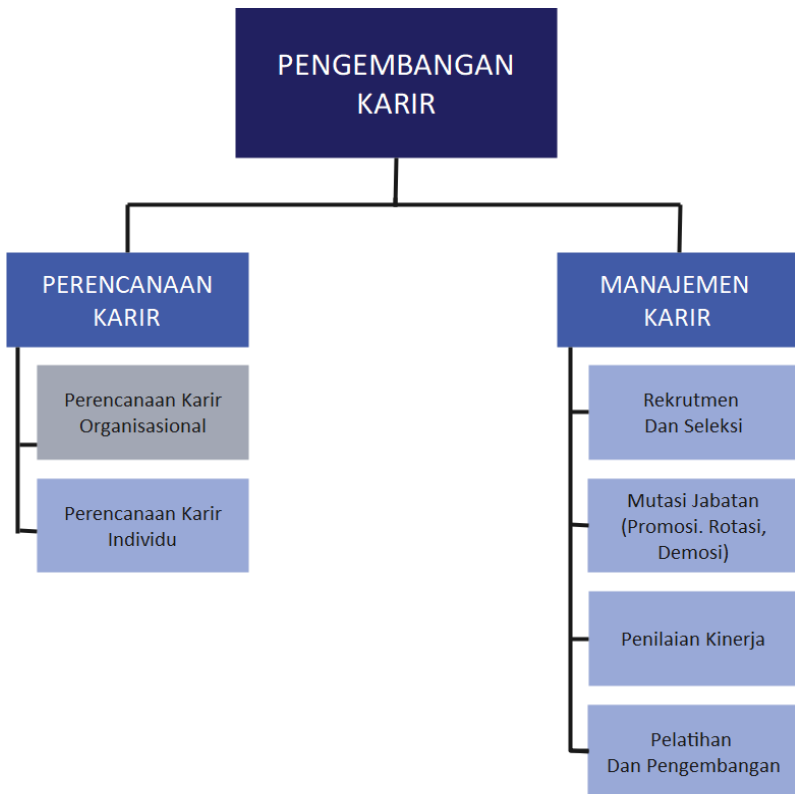 PENGEMBANGAN
KARIR
PERENCANAAN
KARIR
Perencanaan Karir
Organisasional
Perencanaan Karir
Individu
MANAJEMEN
KARIR
Rekrutmen
Dan Seleksi
Mutasi Jabatan
(Promosi. Rotasi,
Demosi)
Penilaian Kinerja
Pelatihan
Dan Pengembangan